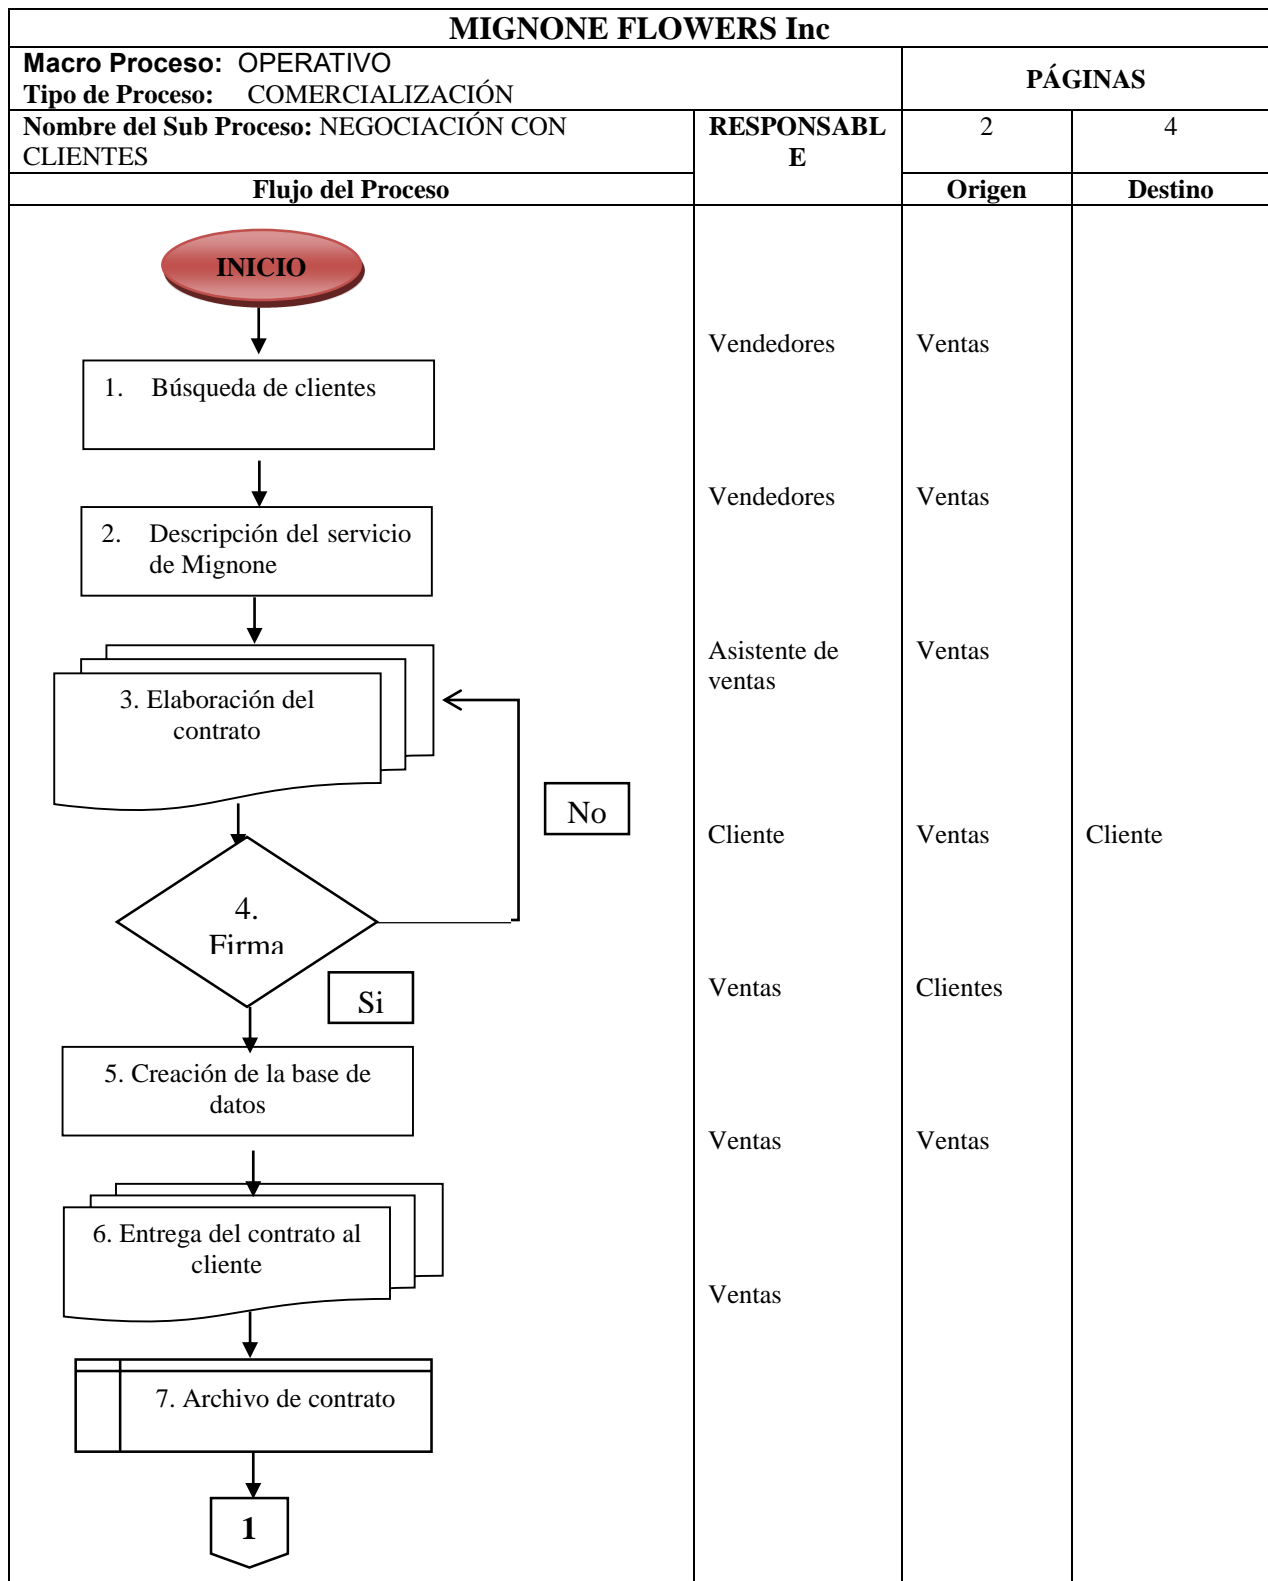 MIGNONE FLOWERS Inc
Macro Proceso: OPERATIVO
Tipo de Proceso: COMERCIALIZACIÓN
PÁGINAS
Nombre del Sub Proceso: NEGOCIACIÓN CON
CLIENTES
RESPONSABL
E
2
4
Flujo del Proceso
Origen
Destino
INICIO
Vendedores
Ventas
1. Búsqueda de clientes
Vendedores
Ventas
2. Descripción del servicio
de Mignone
Asistente de
ventas
Ventas
3. Elaboración del
contrato
No
Cliente
Ventas
Cliente
4.
Firma
Si
Ventas
Clientes
5. Creación de la base de
datos
Ventas
Ventas
6. Entrega del contrato al
cliente
Ventas
7. Archivo de contrato
1